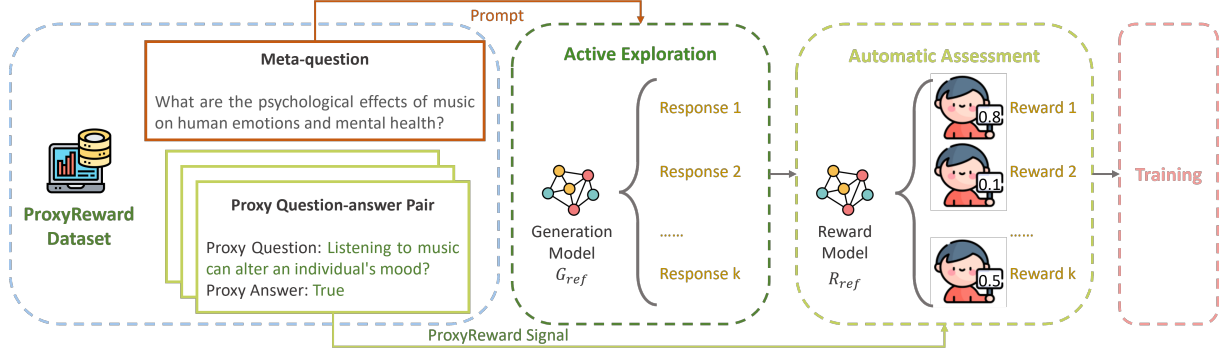 Prompt
ProxyReward
Dataset
Meta-question
What are the psychological effects of music
on human emotions and mental health?
Proxy Question-answer Pair
Proxy Question: Listening to music
can alter an individual's mood?
Proxy Answer: True
ProxyReward Signal
Active Exploration
Generation
Model
G_ref
Response 1
Response 2
......
Response k
Automatic Assessment
Reward
Model
R_ref
0.8
Reward 1
0.1
Reward 2
......
0.5
Reward k
Training